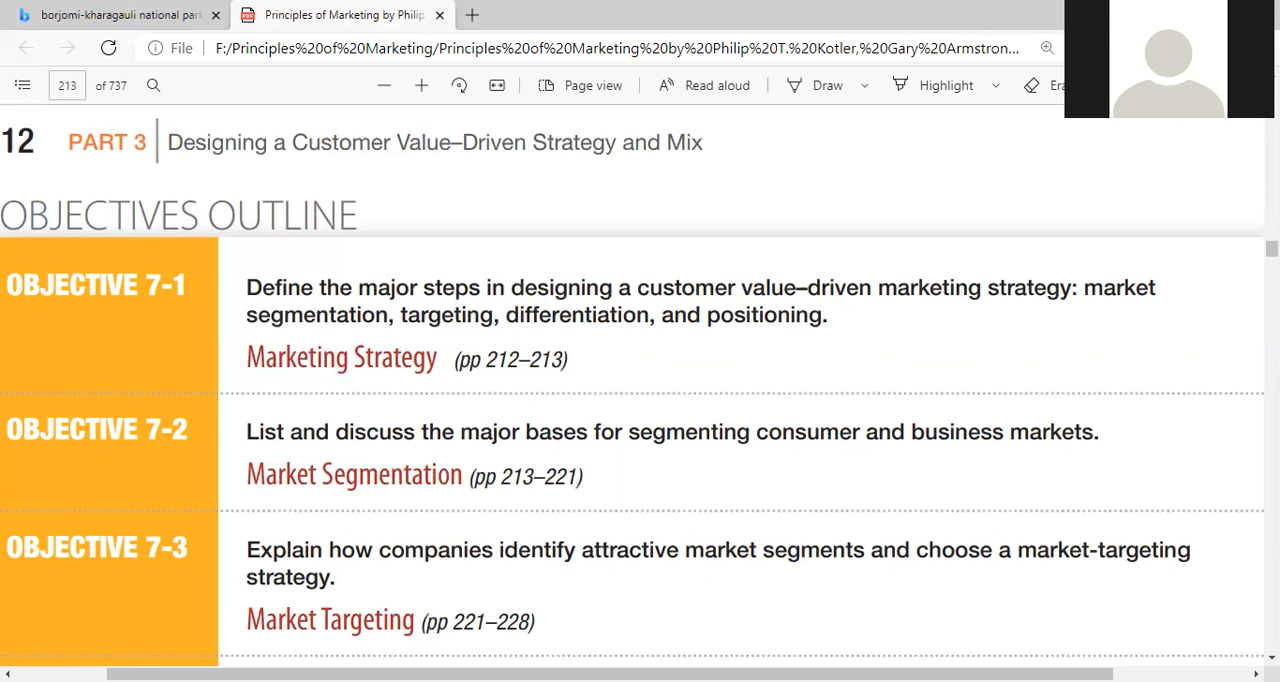 borjomi-kharagauli national par
Principles of Marketing by Philip
File
F:/Principles%20of%20Marketing/Principles%20of%20Marketing%20by%20Philip%20T.%20Kotler,%20Gary%20Armstron...
213 of 737
Page view
Read aloud
Draw
Highlight
Era
12 PART 3 Designing a Customer Value–Driven Strategy and Mix
OBJECTIVES OUTLINE
OBJECTIVE 7-1
Define the major steps in designing a customer value–driven marketing strategy: market
segmentation, targeting, differentiation, and positioning.
Marketing Strategy (pp 212–213)
OBJECTIVE 7-2
List and discuss the major bases for segmenting consumer and business markets.
Market Segmentation (pp 213–221)
OBJECTIVE 7-3
Explain how companies identify attractive market segments and choose a market-targeting
strategy.
Market Targeting (pp 221–228)